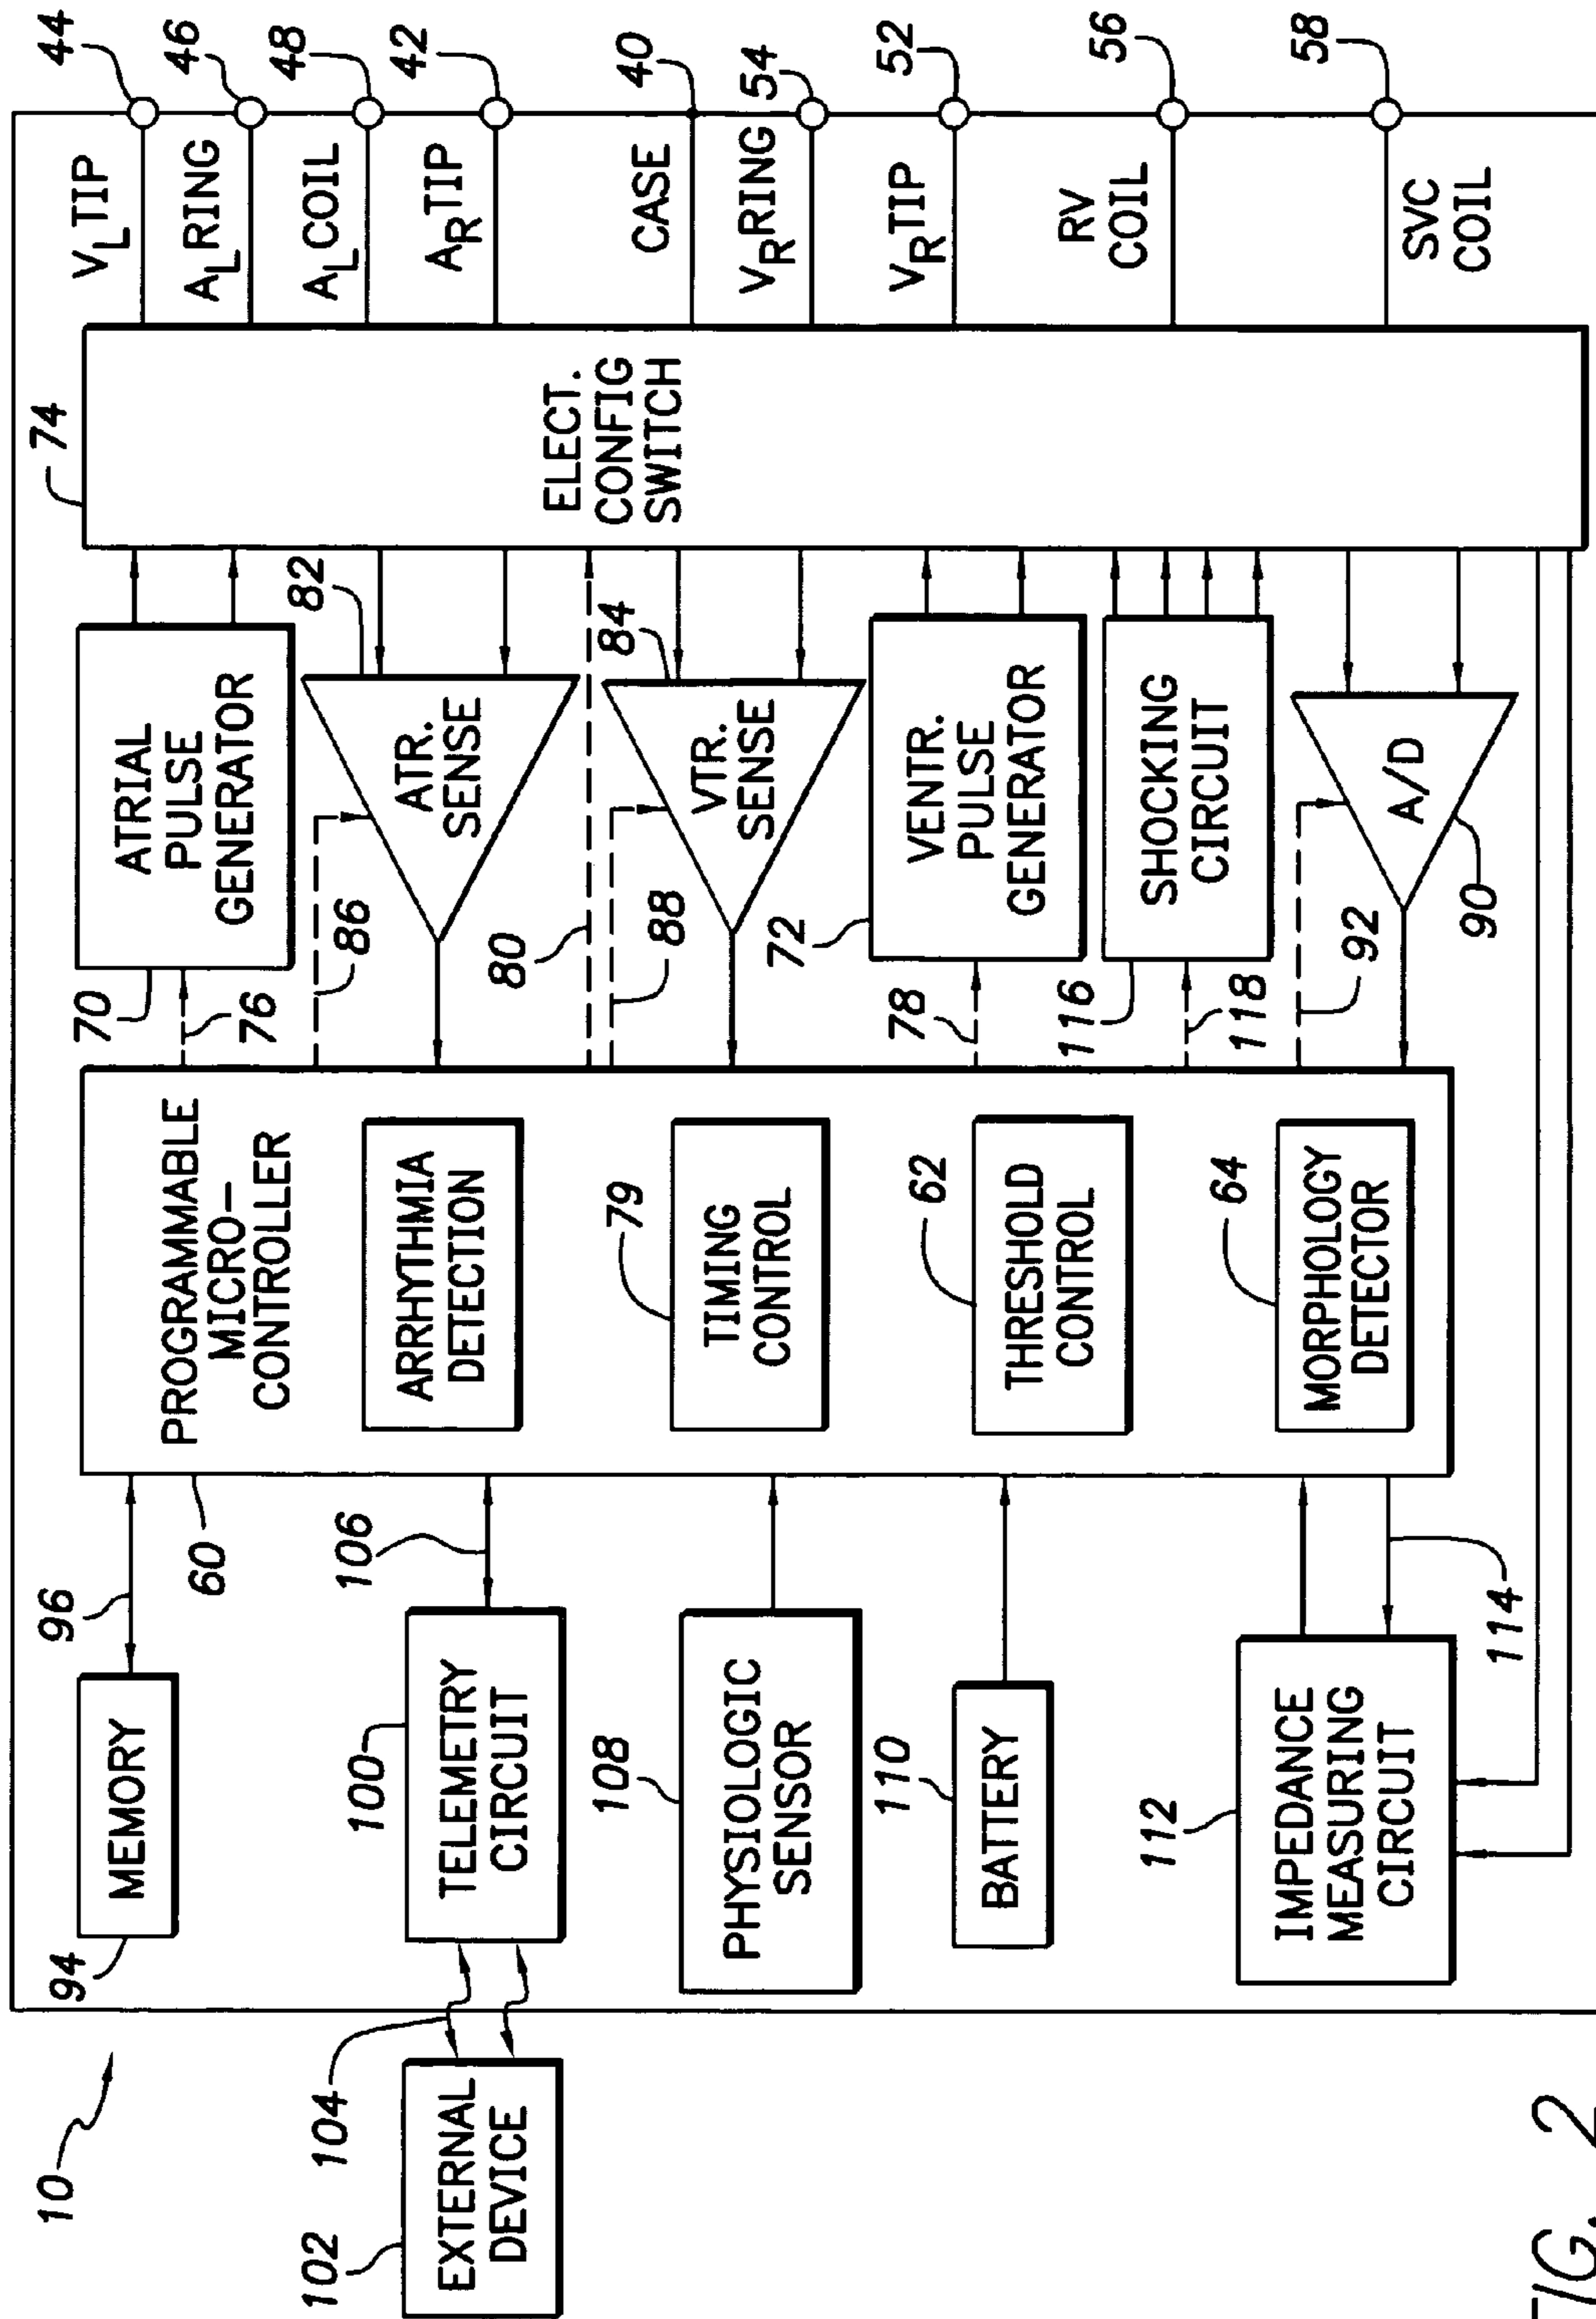 10
102
EXTERNAL
DEVICE
104
94
MEMORY
96
60
100
TELEMETRY
CIRCUIT
106
108
PHYSIOLOGIC
SENSOR
110
BATTERY
112
IMPEDANCE
MEASURING
CIRCUIT
114
PROGRAMMABLE
MICRO-
CONTROLLER
ARRHYTHMIA
DETECTION
79
TIMING
CONTROL
62
THRESHOLD
CONTROL
64
MORPHOLOGY
DETECTOR
70
76
ATRIAL
PULSE
GENERATOR
86
82
ATR.
SENSE
80
88
84
VTR.
SENSE
72
78
VENTR.
PULSE
GENERATOR
116
118
SHOCKING
CIRCUIT
92
A/D
90
74
ELECT.
CONFIG
SWITCH
VL TIP
44
AL RING
46
AL COIL
48
AR TIP
42
CASE
40
VR RING
54
VR TIP
52
RV
COIL
56
SVC
COIL
58
FIG. 2